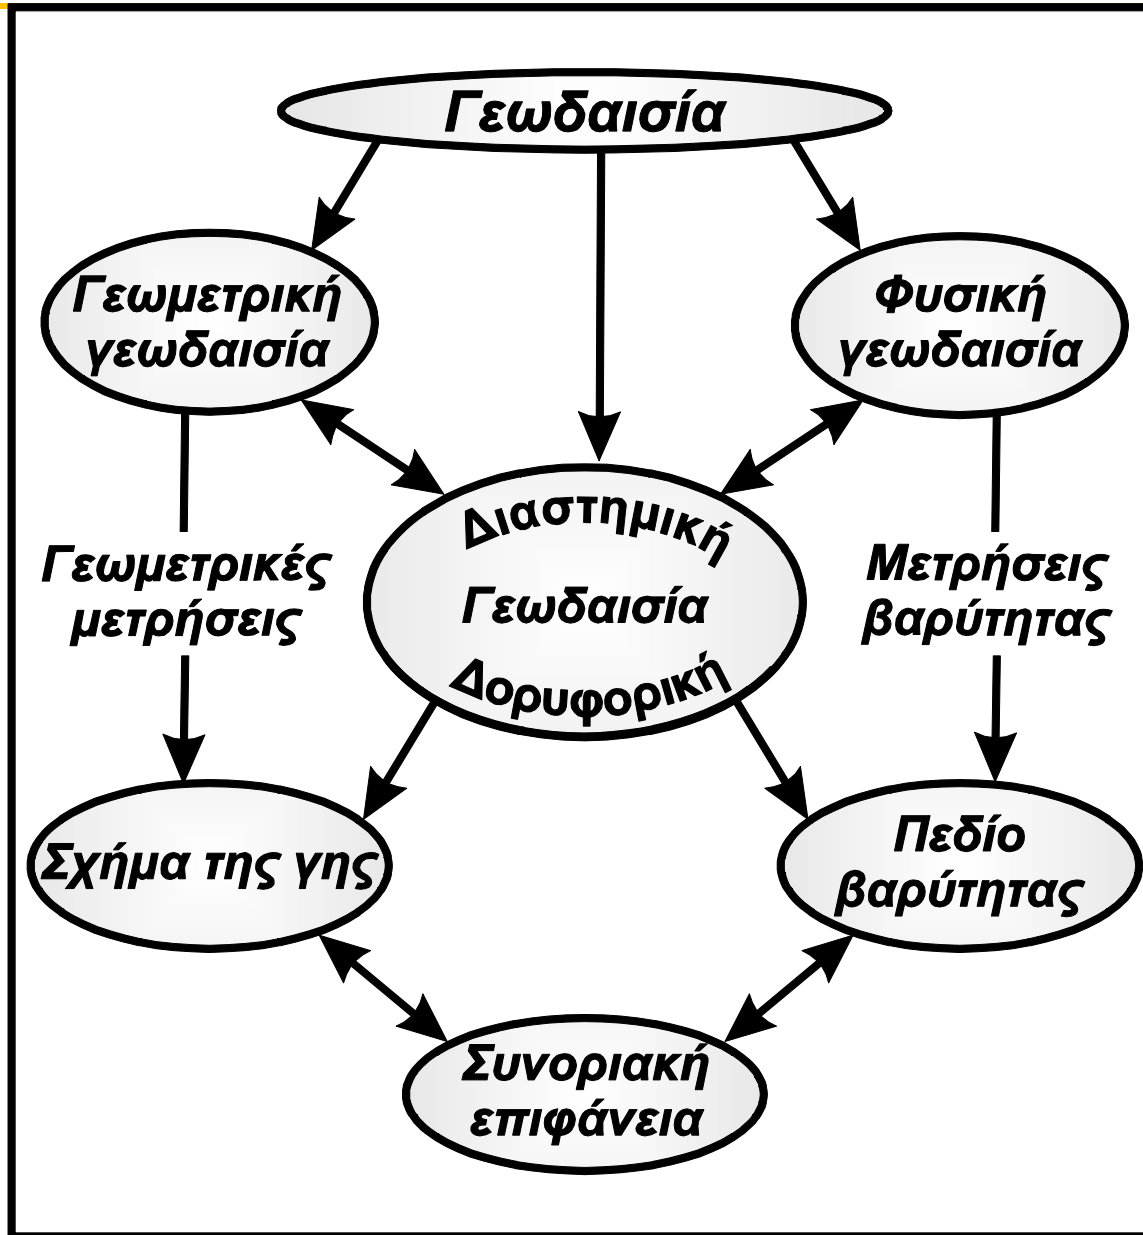 Γεωδαισία
Γεωμετρική
γεωδαισία
Φυσική
γεωδαισία
Διαστημική
Γεωδαισία
Δορυφορική
Γεωμετρικές
μετρήσεις
Μετρήσεις
βαρύτητας
Σχήμα της γης
Πεδίο
βαρύτητας
Συνοριακή
επιφάνεια